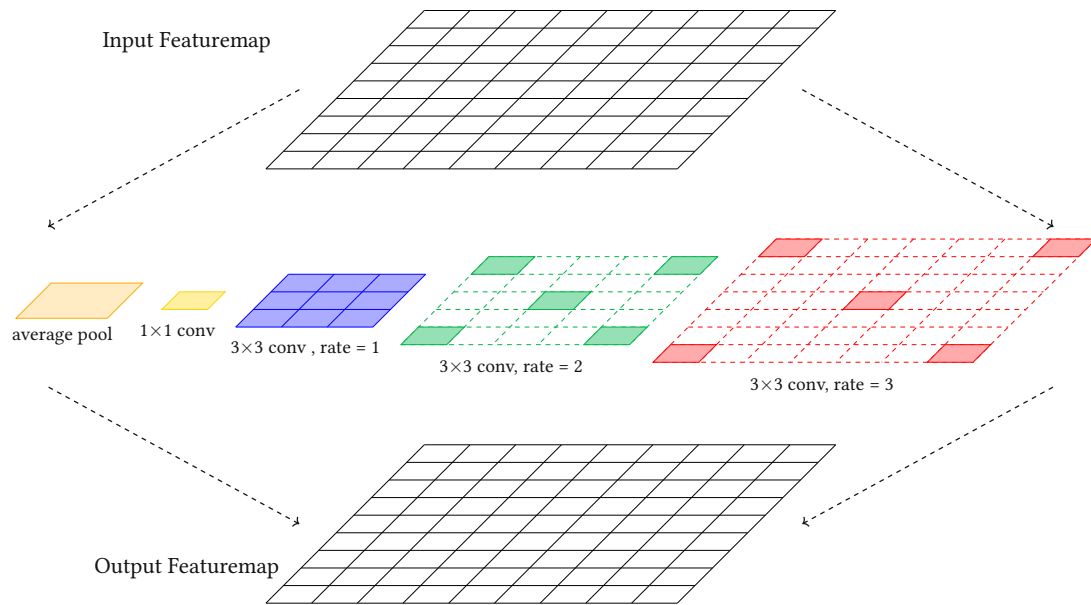 Input Featuremap
average pool
1×1 conv
3×3 conv , rate = 1
3×3 conv, rate = 2
3×3 conv, rate = 3
Output Featuremap